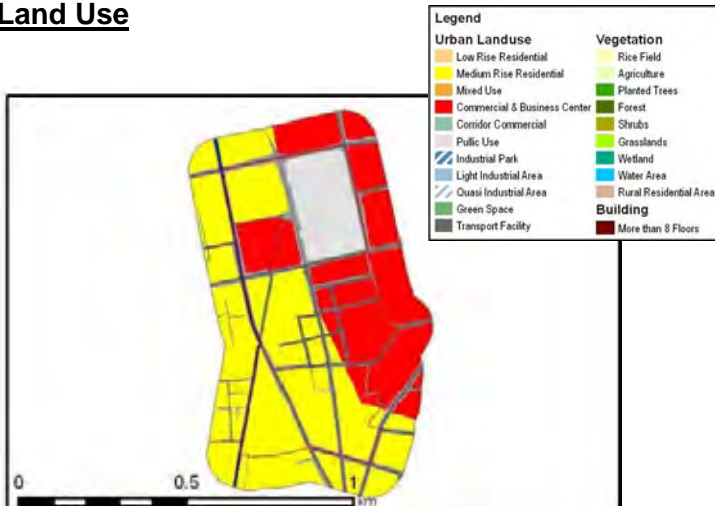 Land Use
Legend
Urban Landuse
Low Rise Residential
Medium Rise Residential
Mixed Use
Commercial & Business Center
Corridor Commercial
Pullic Use
Industrial Park
Light Industrial Area
Quasi Industrial Area
Green Space
Transport Facility
Vegetation
Rice Field
Agriculture
Planted Trees
Forest
Shrubs
Grasslands
Wetland
Water Area
Rural Residential Area
Building
More than 8 Floors
0 0.5 1
km